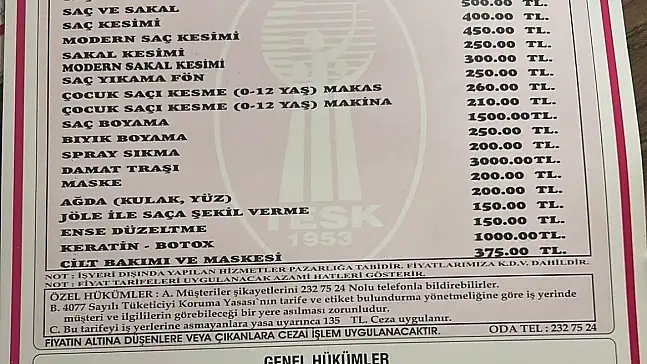 SAÇ VE SAKAL 500.00 TL.
SAÇ KESİMİ 400.00 TL.
MODERN SAÇ KESİMİ 450.00 TL.
SAKAL KESİMİ 250.00 TL.
MODERN SAKAL KESİMİ 300.00 TL.
SAÇ YIKAMA FÖN 250.00 TL.
ÇOCUK SAÇI KESME (0-12 YAŞ) MAKAS 260.00 TL.
ÇOCUK SAÇI KESME (0-12 YAŞ) MAKİNA 210.00 TL.
SAÇ BOYAMA 1500.00TL.
BIYIK BOYAMA 250.00 TL.
SPRAY SIKMA 200.00 TL.
DAMAT TRAŞI 3000.00TL.
MASKE 200.00 TL.
AĞDA (KULAK, YÜZ) 200.00 TL.
JÖLE İLE SAÇA ŞEKİL VERME 150.00 TL.
ENSE DÜZELTME 150.00 TL.
KERATİN - BOTOX 1000.00TL.
CİLT BAKIMI VE MASKESİ 375.00 TL.
TESK
1953
NOT : İŞYERİ DIŞINDA YAPILAN HİZMETLER PAZARLIĞA TABİDİR. FİYATLARIMIZA K.D.V. DAHİLDİR.
NOT : FİYAT TARİFELERİ UYGULANACAK AZAMİ HATLERİ GÖSTERİR.
ÖZEL HÜKÜMLER : A. Müşteriler şikayetlerini 232 75 24 Nolu telefonla bildirebilirler.
B. 4077 Sayılı Tüketiciyi Koruma Yasası`nın tarife ve etiket bulundurma yönetmeliğine göre iş yerinde
müşteri ve ilgililerin görebileceği bir yere asılması zorunludur.
C. Bu tarifeyi iş yerlerine asmayanlara yasa uyarınca 135 TL. Ceza uygulanır.
FİYATIN ALTINA DÜŞENLERE VEYA ÇIKANLARA CEZAİ İŞLEM UYGULANACAKTIR. ODA TEL : 232 75 24
GENEL HÜKÜMLER